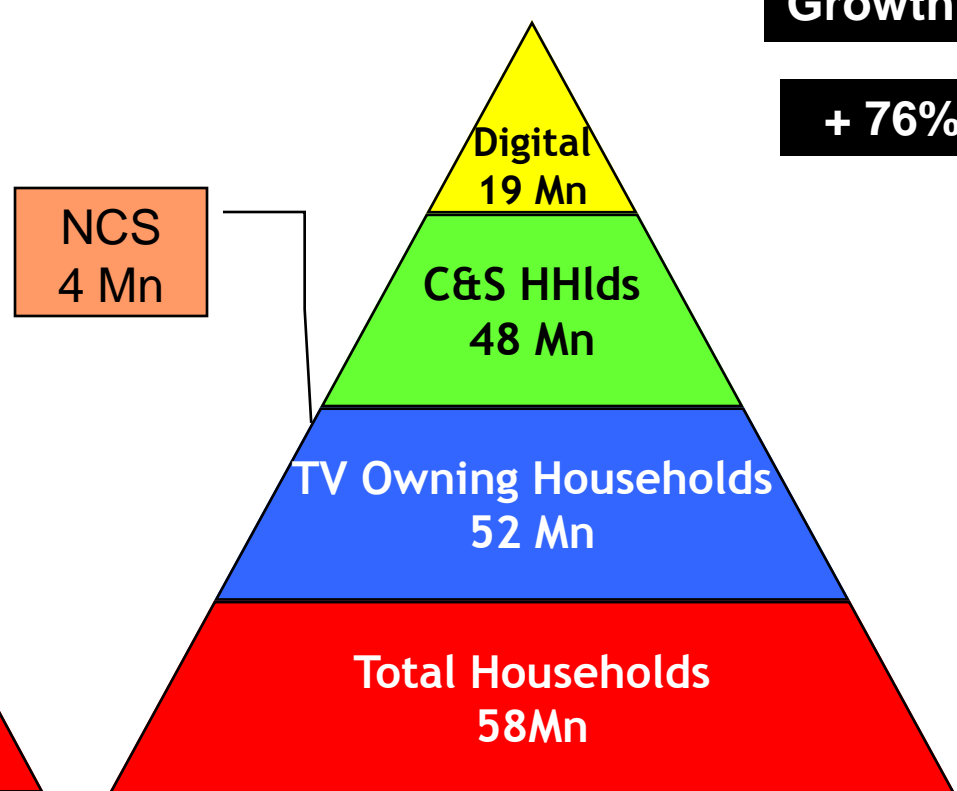 Growth
+ 76%
Digital
19 Mn
NCS
4 Mn
C&S HHlds
48 Mn
TV Owning Households
52 Mn
Total Households
58Mn